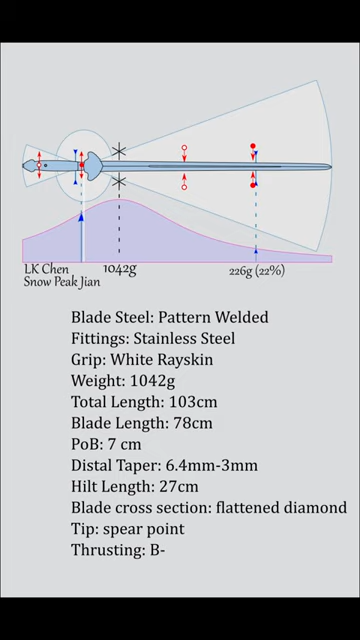 LK Chen
Snow Peak Jian
1042g
226g (22%)
Blade Steel: Pattern Welded
Fittings: Stainless Steel
Grip: White Rayskin
Weight: 1042g
Total Length: 103cm
Blade Length: 78cm
PoB: 7 cm
Distal Taper: 6.4mm-3mm
Hilt Length: 27cm
Blade cross section: flattened diamond
Tip: spear point
Thrusting: B-